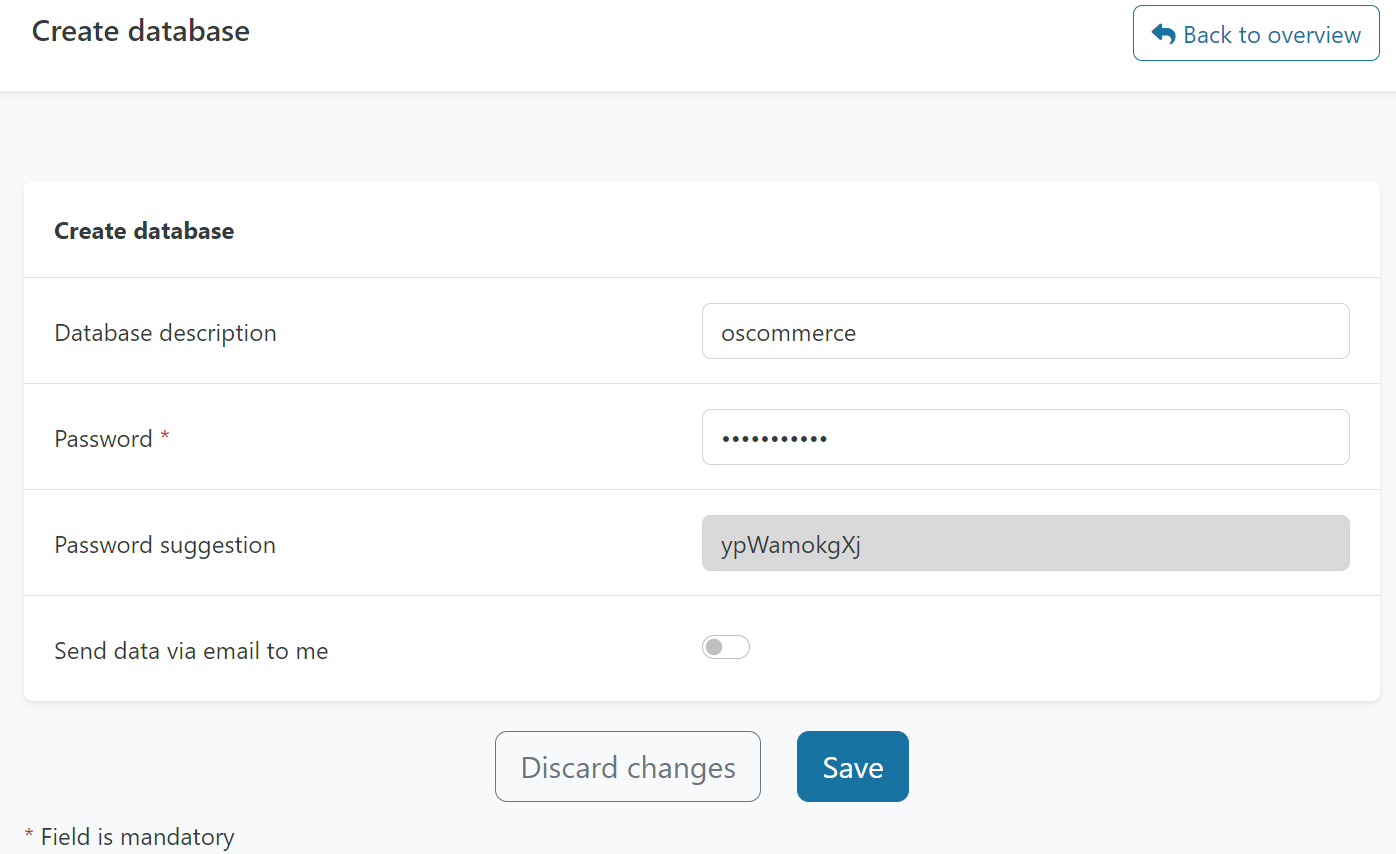 Create database
Back to overview
Create database
Database description
oscommerce
Password *
•••••••••••
Password suggestion
ypWamokgXj
Send data via email to me
Discard changes
Save
* Field is mandatory